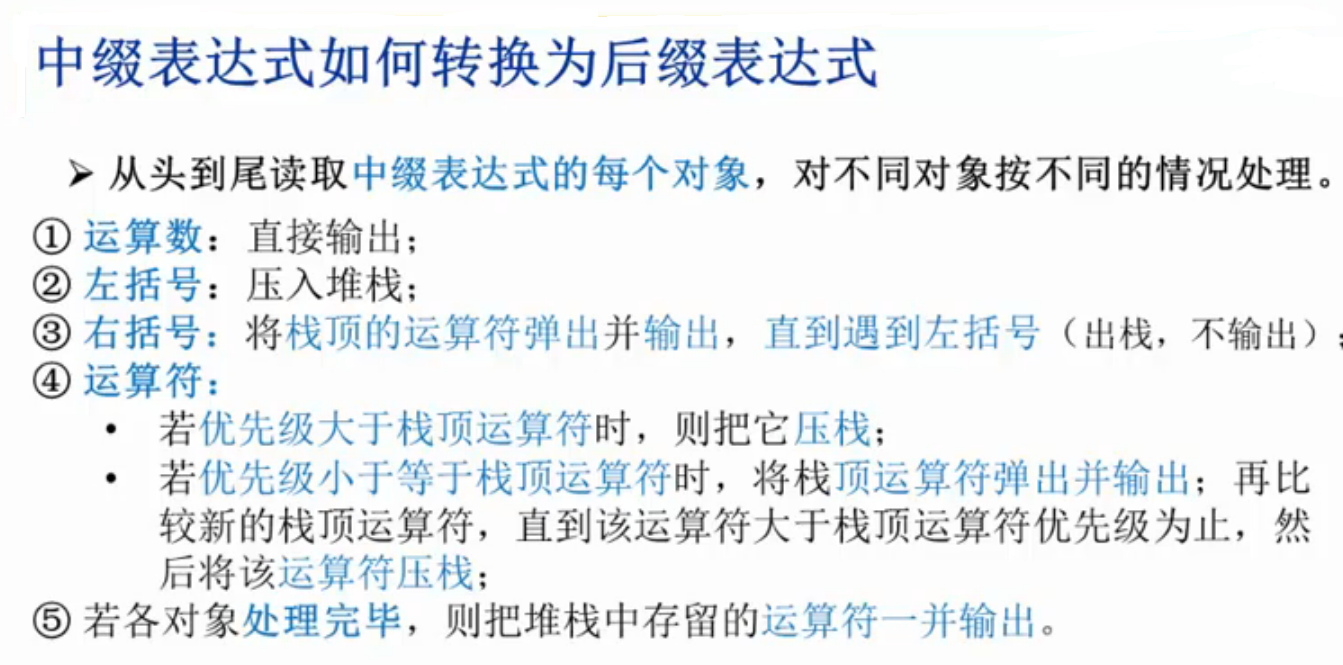 中缀表达式如何转换为后缀表达式
➢ 从头到尾读取中缀表达式的每个对象，对不同对象按不同的情况处理。
① 运算数：直接输出；
② 左括号：压入堆栈；
③ 右括号：将栈顶的运算符弹出并输出，直到遇到左括号（出栈，不输出）；
④ 运算符：
• 若优先级大于栈顶运算符时，则把它压栈；
• 若优先级小于等于栈顶运算符时，将栈顶运算符弹出并输出；再比
较新的栈顶运算符，直到该运算符大于栈顶运算符优先级为止，然
后将该运算符压栈；
⑤ 若各对象处理完毕，则把堆栈中存留的运算符一并输出。